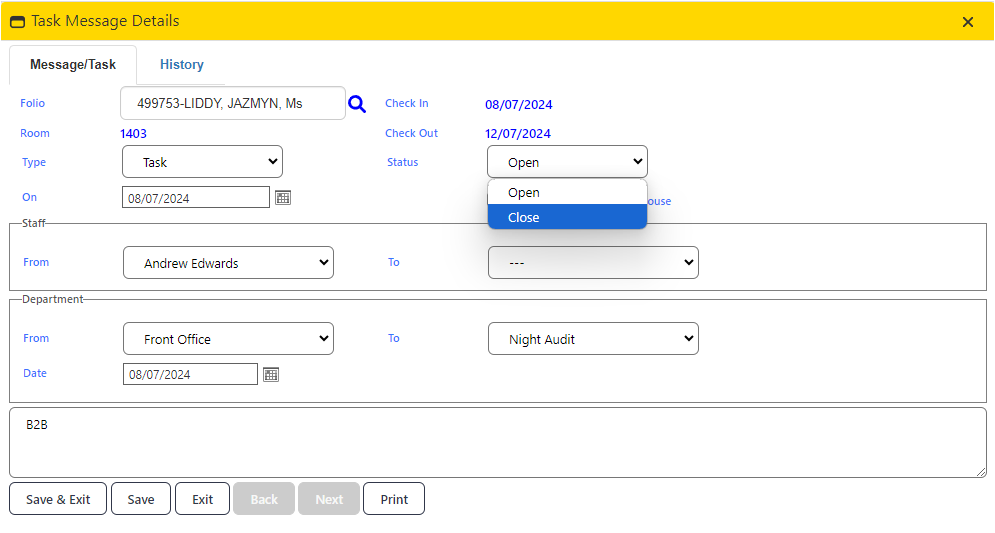 Task Message Details
Message/Task History
Folio 499753-LIDDY, JAZMYN, Ms Check In 08/07/2024
Room 1403 Check Out 12/07/2024
Type Task Status Open
Open
On 08/07/2024 ouse
Close
Staff
From Andrew Edwards To ---
Department
From Front Office To Night Audit
Date 08/07/2024
B2B
Save & Exit Save Exit Back Next Print